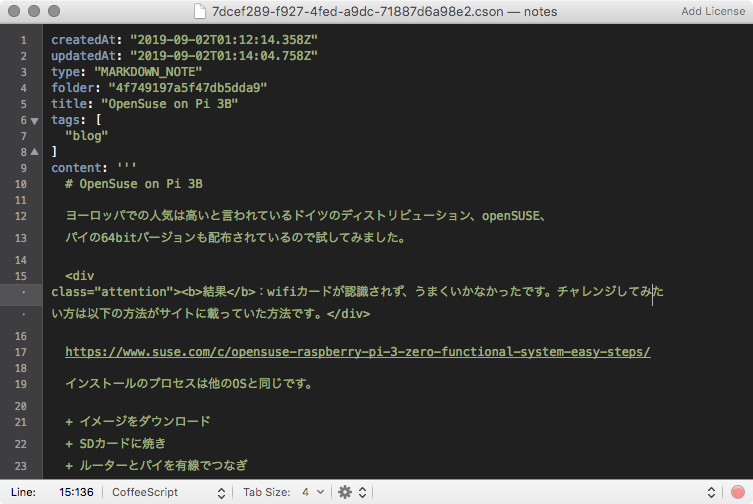 7dcef289-f927-4fed-a9dc-71887d6a98e2.cson — notes
Add License
1 createdAt: "2019-09-02T01:12:14.358Z"
2 updatedAt: "2019-09-02T01:14:04.758Z"
3 type: "MARKDOWN_NOTE"
4 folder: "4f749197a5f47db5dda9"
5 title: "OpenSuse on Pi 3B"
6 tags: [
7 "blog"
8 ]
9 content: '''
10 # OpenSuse on Pi 3B
11
12 ヨーロッパでの人気は高いと言われているドイツのディストリビューション、openSUSE、
13 パイの64bitバージョンも配布されているので試してみました。
14
15 <div
· class="attention"><b>結果</b>：wifiカードが認識されず、うまくいかなかったです。チャレンジしてみた
· い方は以下の方法がサイトに載っていた方法です。</div>
16
17 https://www.suse.com/c/opensuse-raspberry-pi-3-zero-functional-system-easy-steps/
18
19 インストールのプロセスは他のOSと同じです。
20
21 + イメージをダウンロード
22 + SDカードに焼き
23 + ルーターとパイを有線でつなぎ
Line: 15:136 CoffeeScript Tab Size: 4